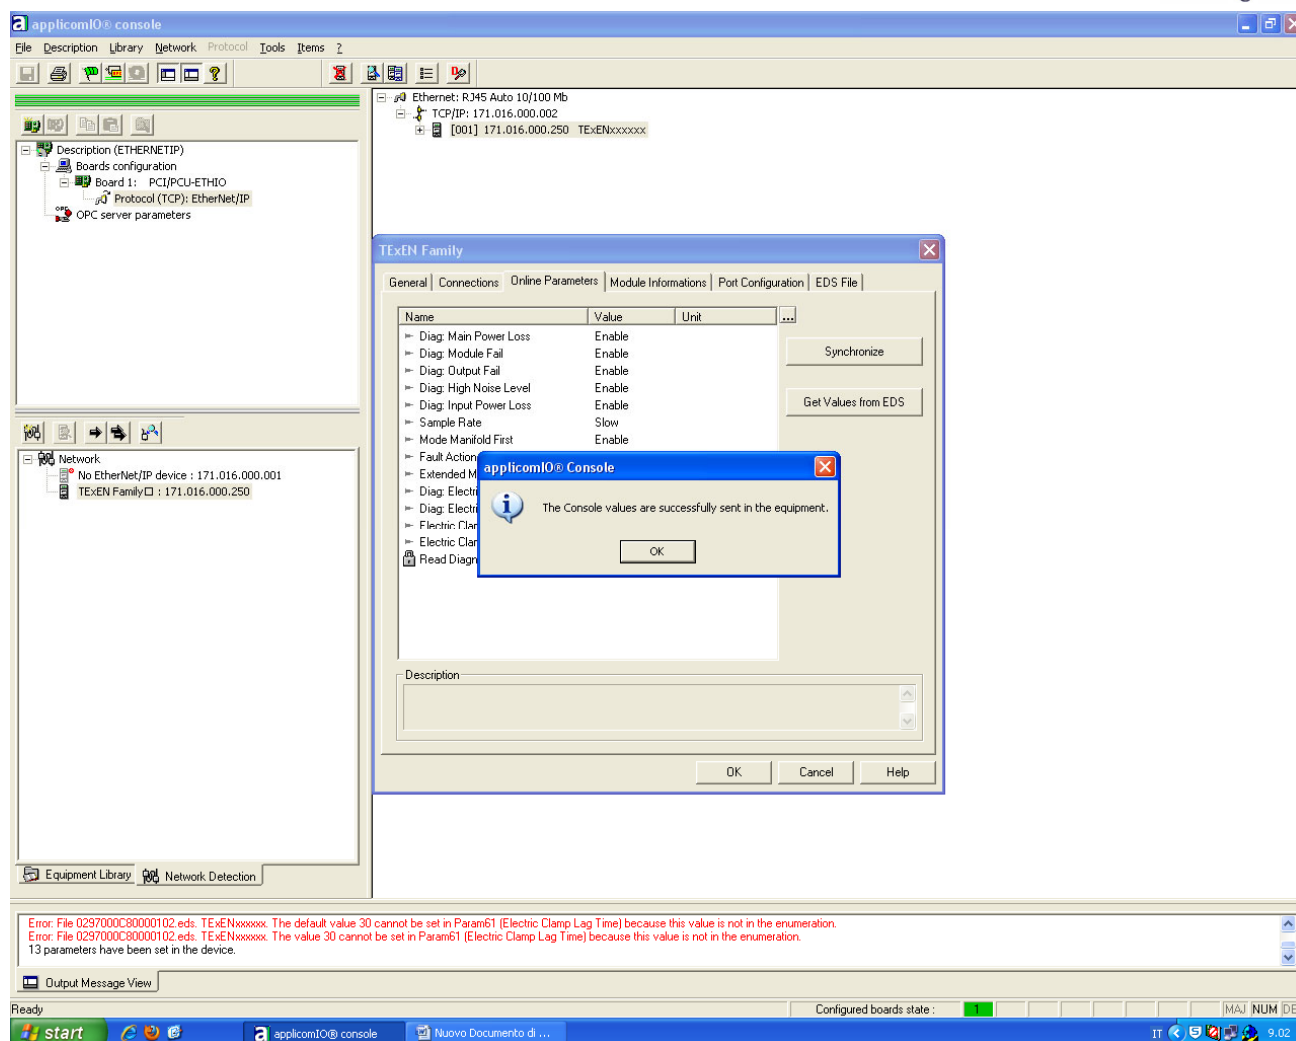 applicomIO® console
File Description Library Network Protocol Tools Items ?
Description (ETHERNETIP)
Boards configuration
Board 1: PCI/PCU-ETHIO
Protocol (TCP): EtherNet/IP
OPC server parameters
Network
No EtherNet/IP device : 171.016.000.001
TExEN Family□ : 171.016.000.250
Equipment Library Network Detection
Ethernet: RJ45 Auto 10/100 Mb
TCP/IP: 171.016.000.002
[001] 171.016.000.250 TExENxxxxxx
TExEN Family
General Connections Online Parameters Module Informations Port Configuration EDS File
Name Value Unit ...
Diag: Main Power Loss Enable
Diag: Module Fail Enable
Diag: Output Fail Enable
Diag: High Noise Level Enable
Diag: Input Power Loss Enable
Sample Rate Slow
Mode Manifold First Enable
Fault Action
Extended M
Diag: Electri
Diag: Electri
Electric Clar
Electric Clar
Read Diagn
Synchronize
Get Values from EDS
applicomIO® Console
The Console values are successfully sent in the equipment.
OK
Description
OK Cancel Help
Error: File 0297000C80000102.eds. TExENxxxxxx. The default value 30 cannot be set in Param61 (Electric Clamp Lag Time) because this value is not in the enumeration.
Error: File 0297000C80000102.eds. TExENxxxxxx. The value 30 cannot be set in Param61 (Electric Clamp Lag Time) because this value is not in the enumeration.
13 parameters have been set in the device.
Output Message View
Ready Configured boards state : 1 MAJ NUM DE
start applicomIO® console Nuovo Documento di ... IT 9.02